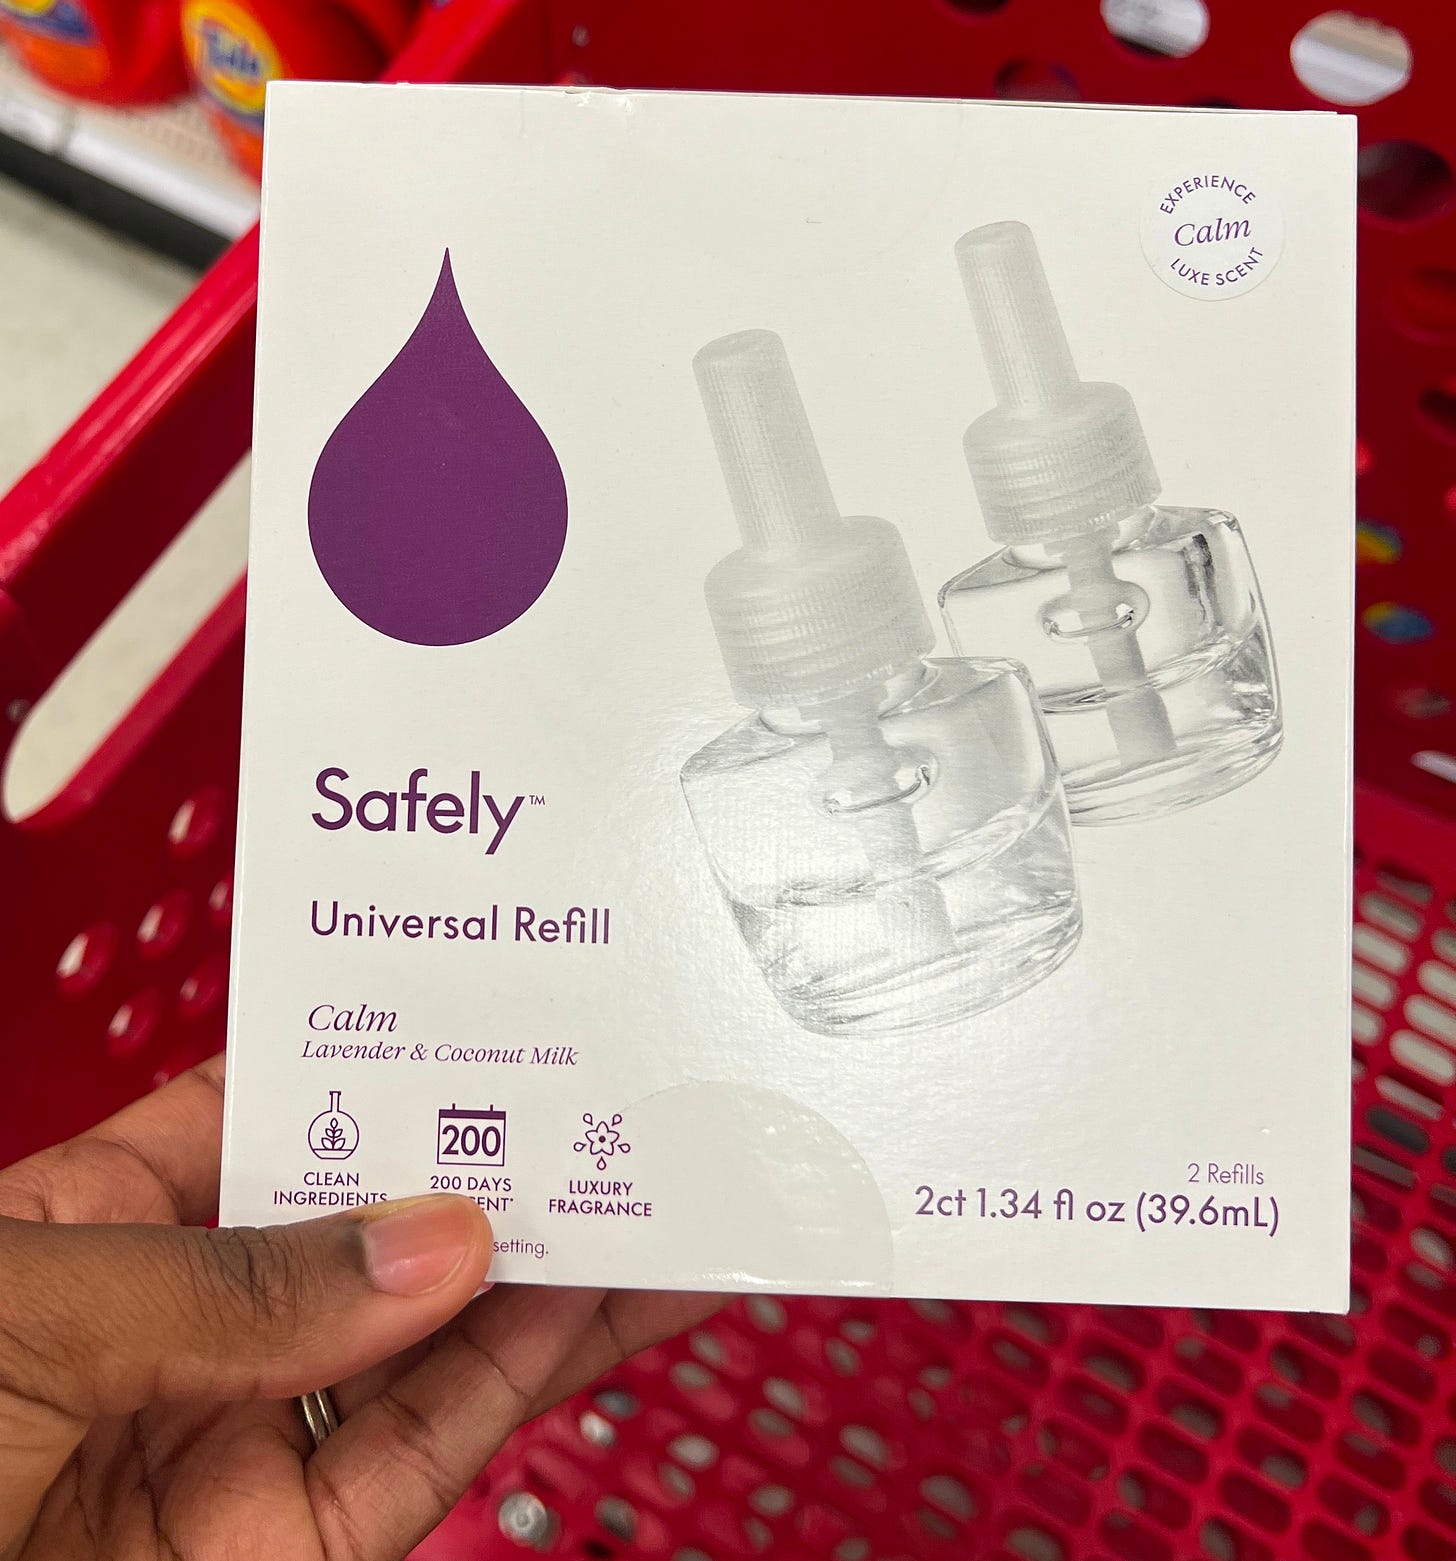 Tide
EXPERIENCE
Calm
LUXE SCENT
Safely™
Universal Refill
Calm
Lavender & Coconut Milk
CLEAN
INGREDIENTS
200
200 DAYS
LUXURY
FRAGRANCE
setting.
2 Refills
2ct 1.34 fl oz (39.6mL)